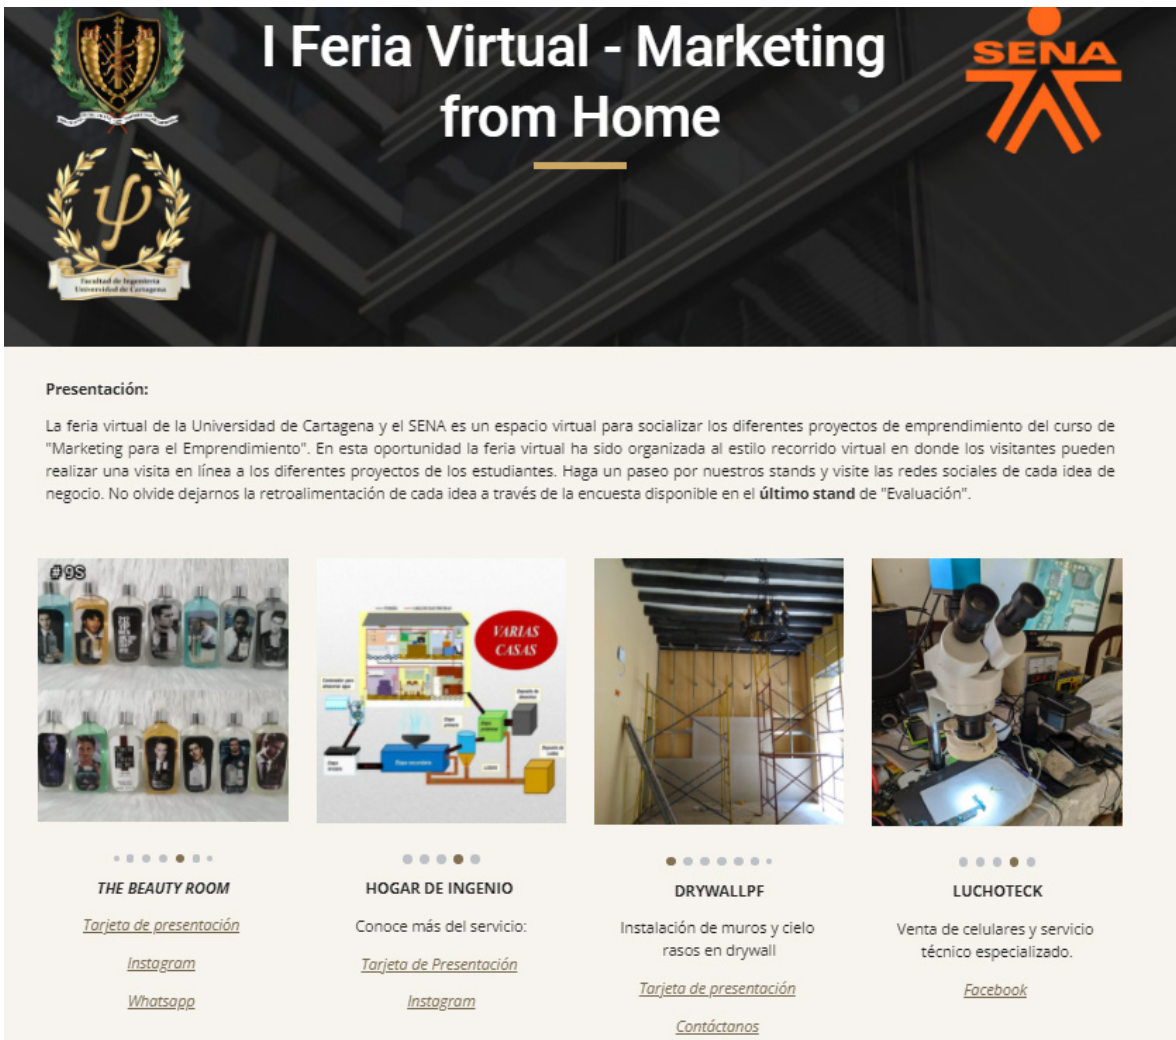 I Feria Virtual - Marketing
from Home
SENA
Facultad de Ingeniería
Universidad de Cartagena
Presentación:
La feria virtual de la Universidad de Cartagena y el SENA es un espacio virtual para socializar los diferentes proyectos de emprendimiento del curso de
"Marketing para el Emprendimiento". En esta oportunidad la feria virtual ha sido organizada al estilo recorrido virtual en donde los visitantes pueden
realizar una visita en línea a los diferentes proyectos de los estudiantes. Haga un paseo por nuestros stands y visite las redes sociales de cada idea de
negocio. No olvide dejarnos la retroalimentación de cada idea a través de la encuesta disponible en el último stand de "Evaluación".
#9S
VARIAS
CASAS
THE BEAUTY ROOM
Tarjeta de presentación
Instagram
Whatsapp
HOGAR DE INGENIO
Conoce más del servicio:
Tarjeta de Presentación
Instagram
DRYWALLPF
Instalación de muros y cielo
rasos en drywall
Tarjeta de presentación
Contáctanos
LUCHOTECK
Venta de celulares y servicio
técnico especializado.
Facebook